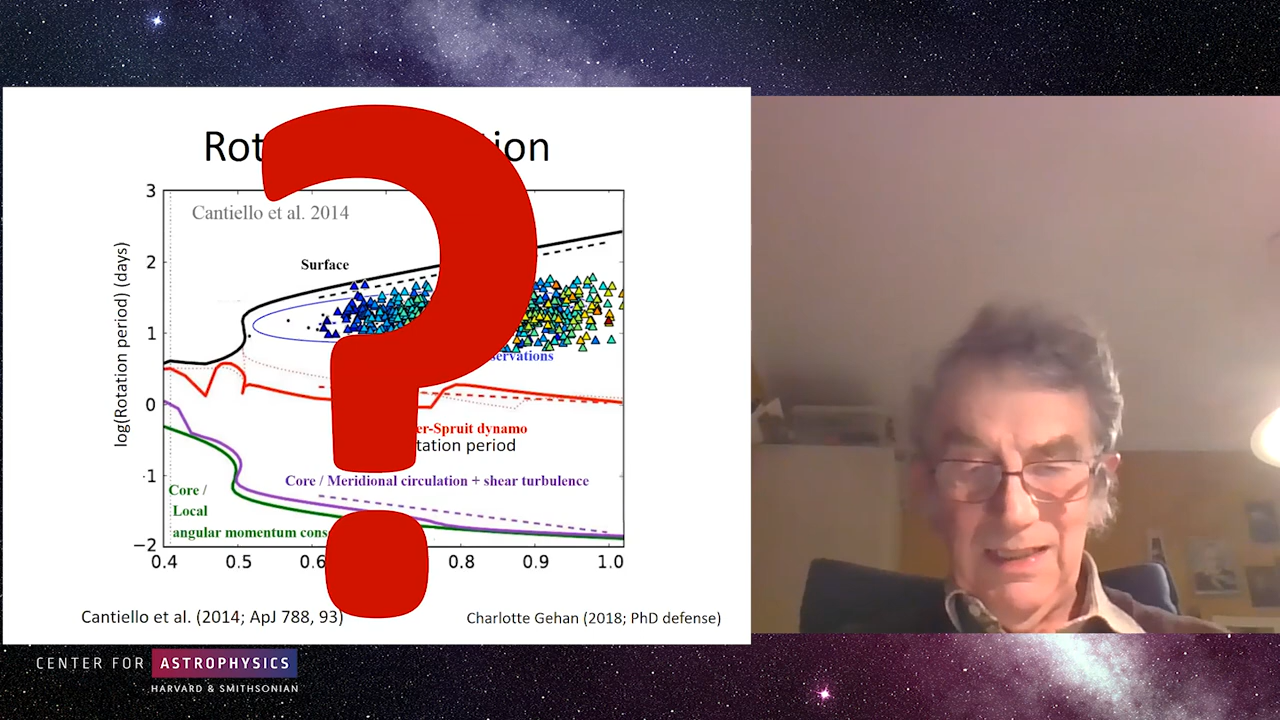 Rot ion
3
Cantiello et al. 2014
2
Surface
1
servations
0
er-Spruit dynamo
tation period
-1
Core / Meridional circulation + shear turbulence
Core /
Local
angular momentum cons
−2
0.4 0.5 0.6 0.8 0.9 1.0
log(Rotation period) (days)
?
Cantiello et al. (2014; ApJ 788, 93)
Charlotte Gehan (2018; PhD defense)
CENTER FOR ASTROPHYSICS
HARVARD & SMITHSONIAN